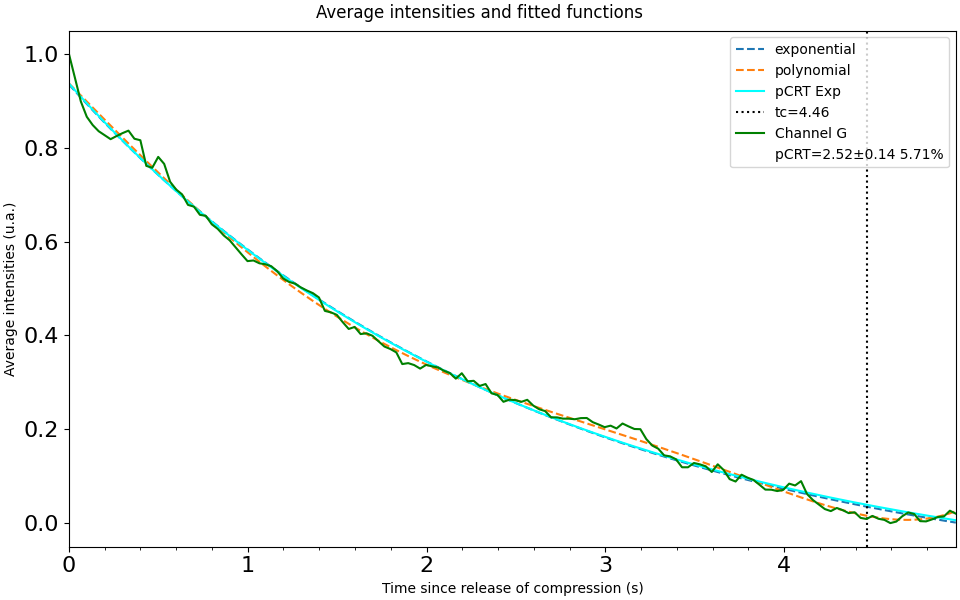 Average intensities and fitted functions
exponential
polynomial
pCRT Exp
tc=4.46
Channel G
pCRT=2.52±0.14 5.71%
Average intensities (u.a.)
1.0
0.8
0.6
0.4
0.2
0.0
0 1 2 3 4
Time since release of compression (s)